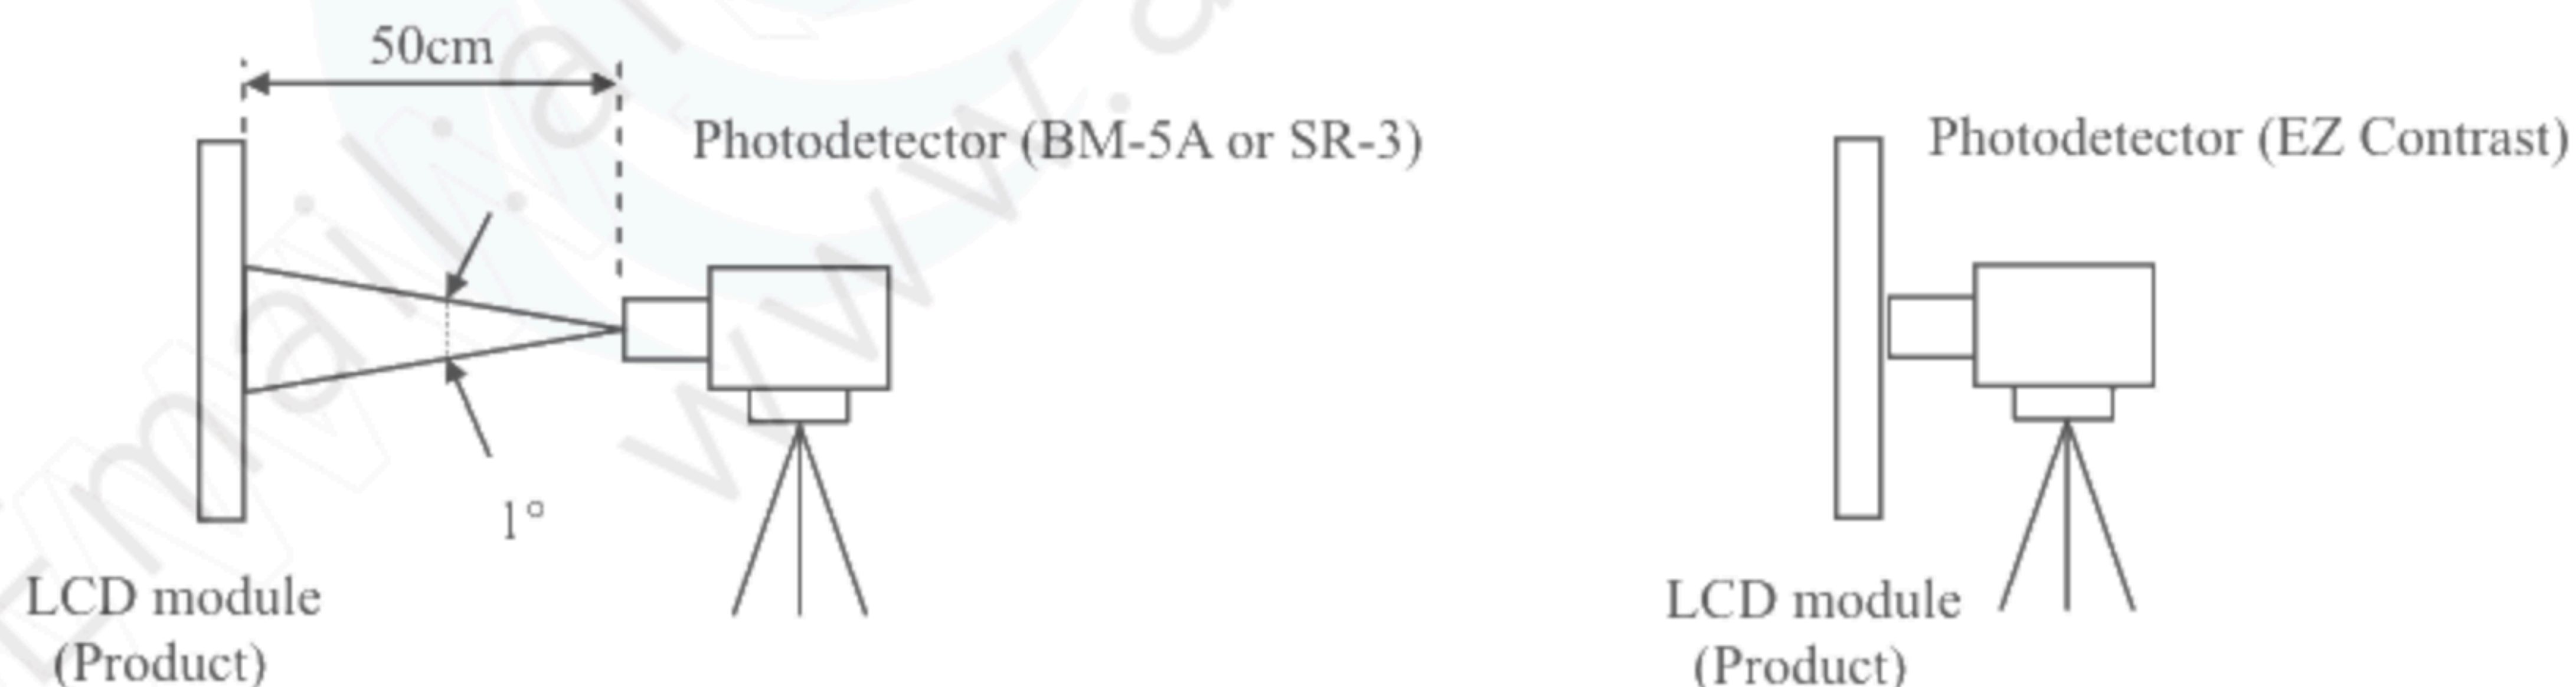 50cm
Photodetector (BM-5A or SR-3)
1°
LCD module
(Product)
Photodetector (EZ Contrast)
LCD module
(Product)